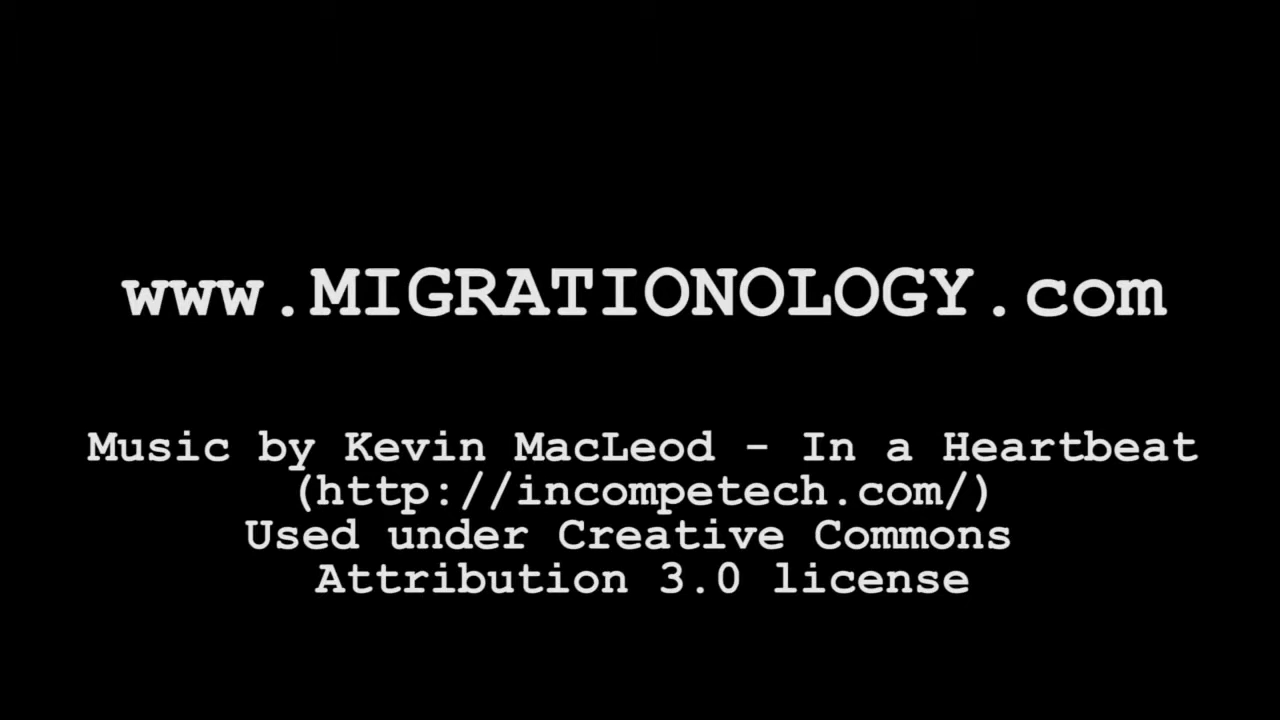 www.MIGRATIONOLOGY.com
Music by Kevin MacLeod - In a Heartbeat
(http://incompetech.com/)
Used under Creative Commons
Attribution 3.0 license